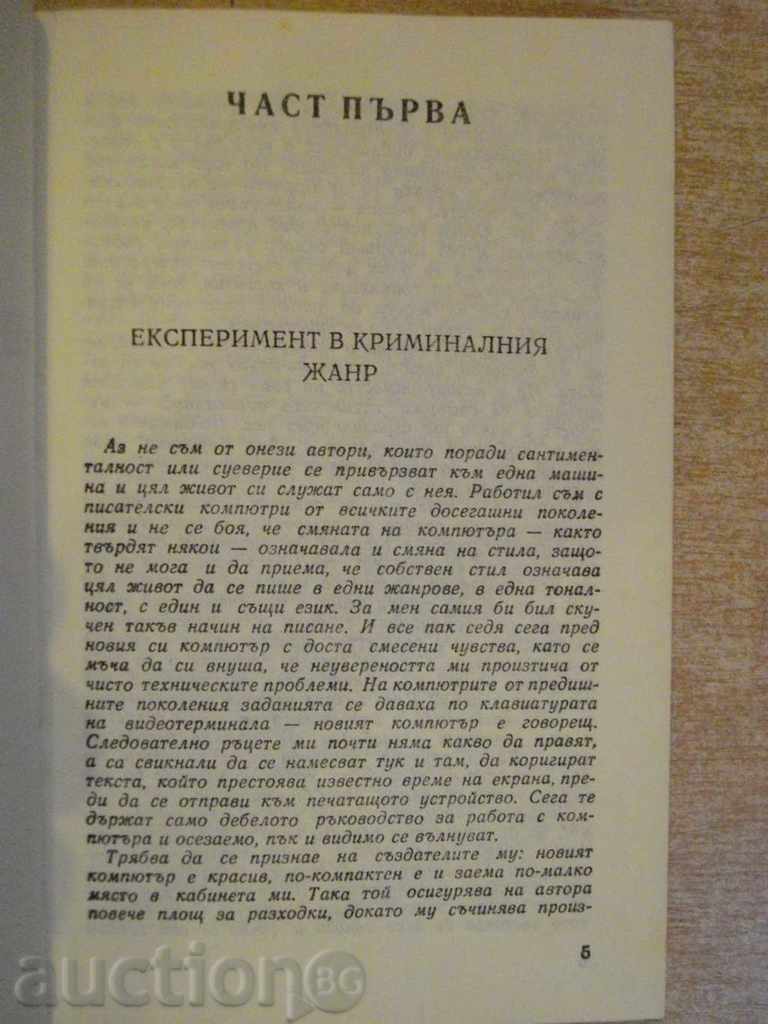 ЧАСТ ПЪРВА
ЕКСПЕРИМЕНТ В КРИМИНАЛНИЯ
ЖАНР
Аз не съм от онези автори, които поради сантимен-
талност или суеверие се привързват към една маши-
на и цял живот си служат само с нея. Работил съм с
писателски компютри от всичките досегашни поколе-
ния и не се боя, че смяната на компютъра — както
твърдят някои — означавала и смяна на стила, защо-
то не мога и да приема, че собствен стил означава
цял живот да се пише в едни жанрове, в една тонал-
ност, с един и същи език. За мен самия би бил ску-
чен такъв начин на писане. И все пак седя сега пред
новия си компютър с доста смесени чувства, като се
мъча да си внуша, че неувереността ми произтича от
чисто техническите проблеми. На компютрите от предиш-
ните поколения заданията се даваха по клавиатурата
на видеотерминала — новият компютър е говорещ.
Следователно ръцете ми почти няма какво да правят,
а са свикнали да се намесват тук и там, да коригират
текста, който престоява известно време на екрана, пре-
ди да се отправи към печатащото устройство. Сега те
държат само дебелото ръководство за работа с ком-
пютъра и осезаемо, пък и видимо се вълнуват.
Трябва да се признае на създателите му: новият
компютър е красив, по-компактен е и заема по-малко
място в кабинета ми. Така той осигурява на автора
повече площ за разходки, докато му съчинява произ-
5
auction BG